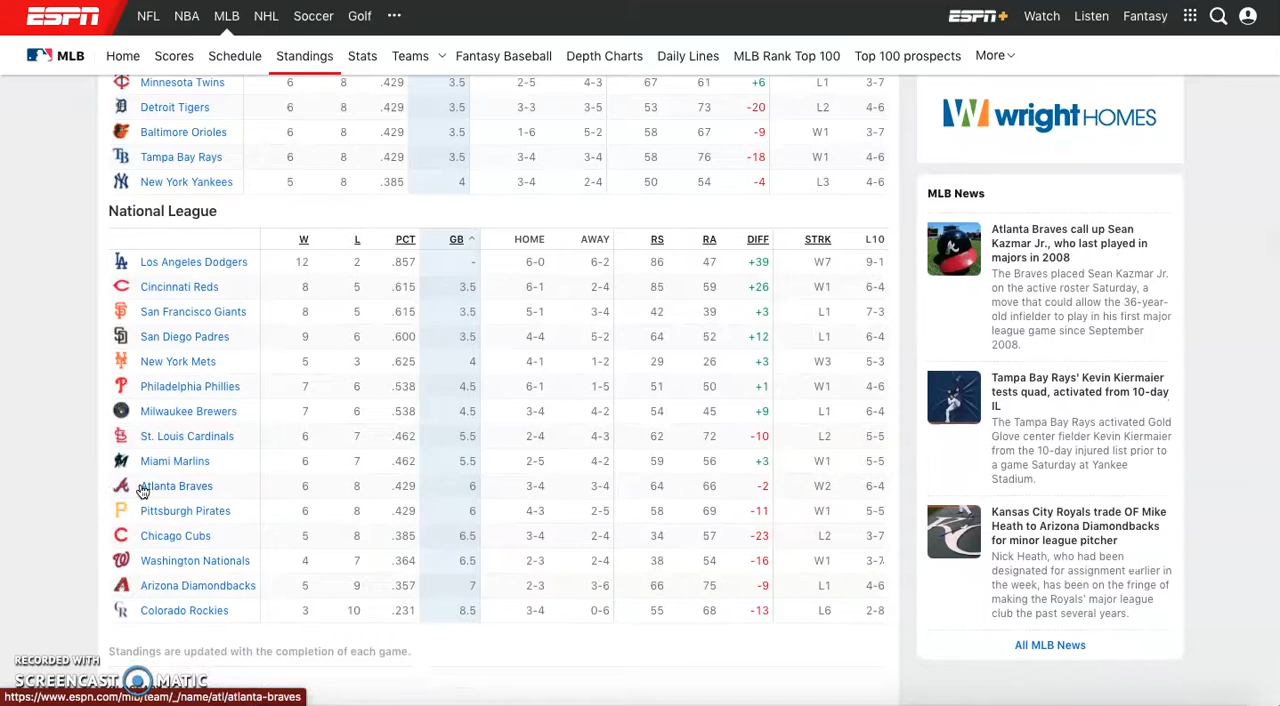 ESPN NFL NBA MLB NHL Soccer Golf ••• ESPN+ Watch Listen Fantasy
MLB Home Scores Schedule Standings Stats Teams Fantasy Baseball Depth Charts Daily Lines MLB Rank Top 100 Top 100 prospects More
Minnesota Twins 6 8 .429 3.5 2-5 4-3 67 61 +6 L1 3-7
Detroit Tigers 6 8 .429 3.5 3-3 3-5 53 73 -20 L2 4-6
Baltimore Orioles 6 8 .429 3.5 1-6 5-2 58 67 -9 W1 3-7
Tampa Bay Rays 6 8 .429 3.5 3-4 3-4 58 76 -18 W1 4-6
New York Yankees 5 8 .385 4 3-4 2-4 50 54 -4 L3 4-6
National League
W L PCT GB HOME AWAY RS RA DIFF STRK L10
Los Angeles Dodgers 12 2 .857 - 6-0 6-2 86 47 +39 W7 9-1
Cincinnati Reds 8 5 .615 3.5 6-1 2-4 85 59 +26 W1 6-4
San Francisco Giants 8 5 .615 3.5 5-1 3-4 42 39 +3 L1 7-3
San Diego Padres 9 6 .600 3.5 4-4 5-2 64 52 +12 L1 6-4
New York Mets 5 3 .625 4 4-1 1-2 29 26 +3 W3 5-3
Philadelphia Phillies 7 6 .538 4.5 6-1 1-5 51 50 +1 W1 4-6
Milwaukee Brewers 7 6 .538 4.5 3-4 4-2 54 45 +9 L1 6-4
St. Louis Cardinals 6 7 .462 5.5 2-4 4-3 62 72 -10 L2 5-5
Miami Marlins 6 7 .462 5.5 2-5 4-2 59 56 +3 W1 5-5
Atlanta Braves 6 8 .429 6 3-4 3-4 64 66 -2 W2 6-4
Pittsburgh Pirates 6 8 .429 6 4-3 2-5 58 69 -11 W1 5-5
Chicago Cubs 5 8 .385 6.5 3-4 2-4 34 57 -23 L2 3-7
Washington Nationals 4 7 .364 6.5 2-3 2-4 38 54 -16 W1 3-7
Arizona Diamondbacks 5 9 .357 7 2-3 3-6 66 75 -9 L1 4-6
Colorado Rockies 3 10 .231 8.5 3-4 0-6 55 68 -13 L6 2-8
Standings are updated with the completion of each game.
RECORDED WITH
SCREENCAST MATIC
https://www.espn.com/mlb/team/_/name/atl/atlanta-braves
W wright HOMES
MLB News
Atlanta Braves call up Sean
Kazmar Jr., who last played in
majors in 2008
The Braves placed Sean Kazmar Jr.
on the active roster Saturday, a
move that could allow the 36-year-
old infielder to play in his first major
league game since September
2008.
Tampa Bay Rays' Kevin Kiermaier
tests quad, activated from 10-day
IL
The Tampa Bay Rays activated Gold
Glove center fielder Kevin Kiermaier
from the 10-day injured list prior to
a game Saturday at Yankee
Stadium.
Kansas City Royals trade OF Mike
Heath to Arizona Diamondbacks
for minor league pitcher
Nick Heath, who had been
designated for assignment earlier in
the week, has been on the fringe of
making the Royals' major league
club the past several years.
All MLB News